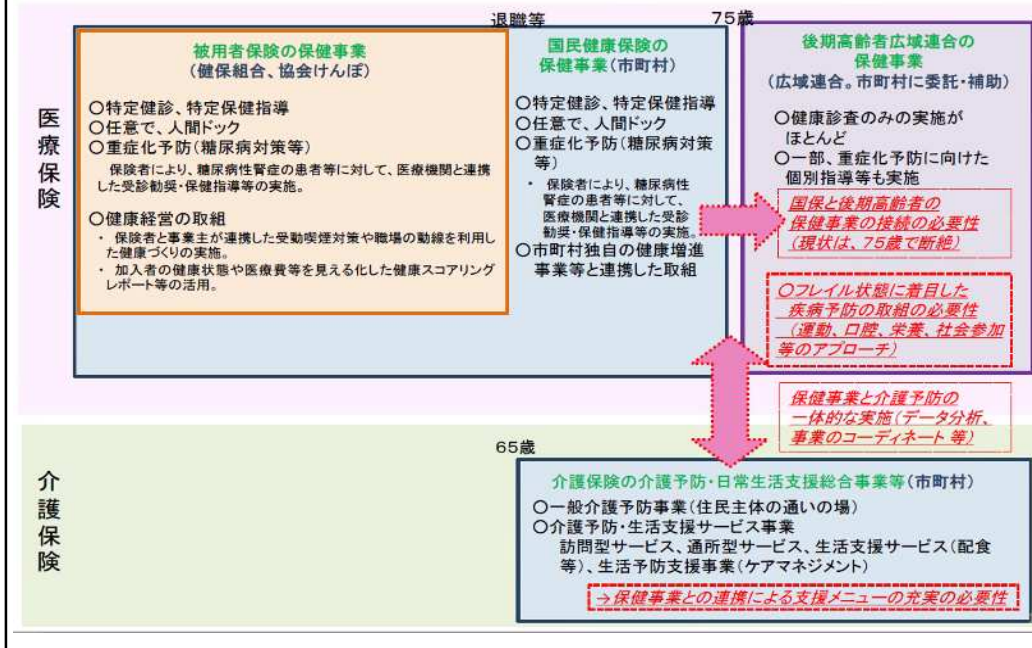 退職等
75歳
医療保険
被用者保険の保健事業
(健保組合、協会けんぽ)
○特定健診、特定保健指導
○任意で、人間ドック
○重症化予防(糖尿病対策等)
保険者により、糖尿病性腎症の患者等に対して、医療機関と連携
した受診勧奨・保健指導等の実施。
○健康経営の取組
・ 保険者と事業主が連携した受動喫煙対策や職場の動線を利用し
た健康づくりの実施。
・ 加入者の健康状態や医療費等を見える化した健康スコアリング
レポート等の活用。
国民健康保険の
保健事業(市町村)
○特定健診、特定保健指導
○任意で、人間ドック
○重症化予防(糖尿病対策
等)
・ 保険者により、糖尿病性
腎症の患者等に対して、
医療機関と連携した受診
勧奨・保健指導等の実施。
○市町村独自の健康増進
事業等と連携した取組
後期高齢者広域連合の
保健事業
(広域連合。市町村に委託・補助)
○健康診査のみの実施が
ほとんど
○一部、重症化予防に向けた
個別指導等も実施
国保と後期高齢者の
保健事業の接続の必要性
(現状は、75歳で断絶)
○フレイル状態に着目した
疾病予防の取組の必要性
(運動、口腔、栄養、社会参加
等のアプローチ)
保健事業と介護予防の
一体的な実施(データ分析、
事業のコーディネート等)
介護保険
65歳
介護保険の介護予防・日常生活支援総合事業等(市町村)
○一般介護予防事業(住民主体の通いの場)
○介護予防・生活支援サービス事業
訪問型サービス、通所型サービス、生活支援サービス(配食
等)、生活予防支援事業(ケアマネジメント)
→保健事業との連携による支援メニューの充実の必要性